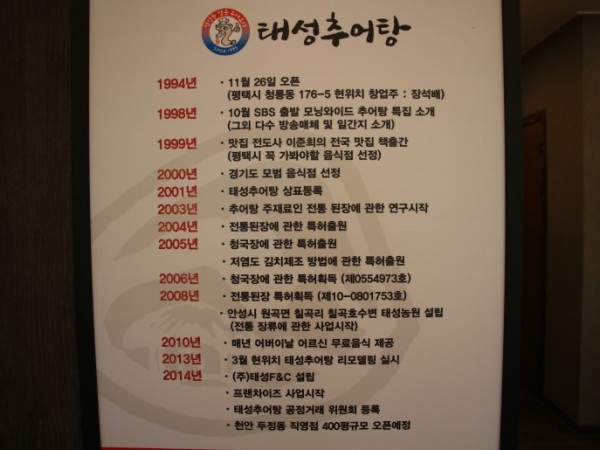 태성추어탕
1994년 · 11월 26일 오픈
(평택시 청룡동 176-5 현위치 창업주 : 장석배)
1998년 · 10월 SBS 출발 모닝와이드 추어탕 특집 소개
(그외 다수 방송매체 및 일간지 소개)
1999년 · 맛집 전도사 이준희의 전국 맛집 책출간
(평택시 꼭 가봐야할 음식점 선정)
2000년 · 경기도 모범 음식점 선정
2001년 · 태성추어탕 상표등록
2003년 · 추어탕 주재료인 전통 된장에 관한 연구시작
2004년 · 전통된장에 관한 특허출원
2005년 · 청국장에 관한 특허출원
· 저염도 김치제조 방법에 관한 특허출원
2006년 · 청국장에 관한 특허획득 (제0554973호)
2008년 · 전통된장 특허획득 (제10-0801753호)
· 안성시 원곡면 칠곡리 칠곡호수변 태성농원 설립
(전통 장류에 관한 사업시작)
2010년 · 매년 어버이날 어르신 무료음식 제공
2013년 · 3월 현위치 태성추어탕 리모델링 실시
2014년 · (주)태성F&C 설립
· 프랜차이즈 사업시작
· 태성추어탕 공정거래 위원회 등록
· 천안 두정동 직영점 400평규모 오픈예정